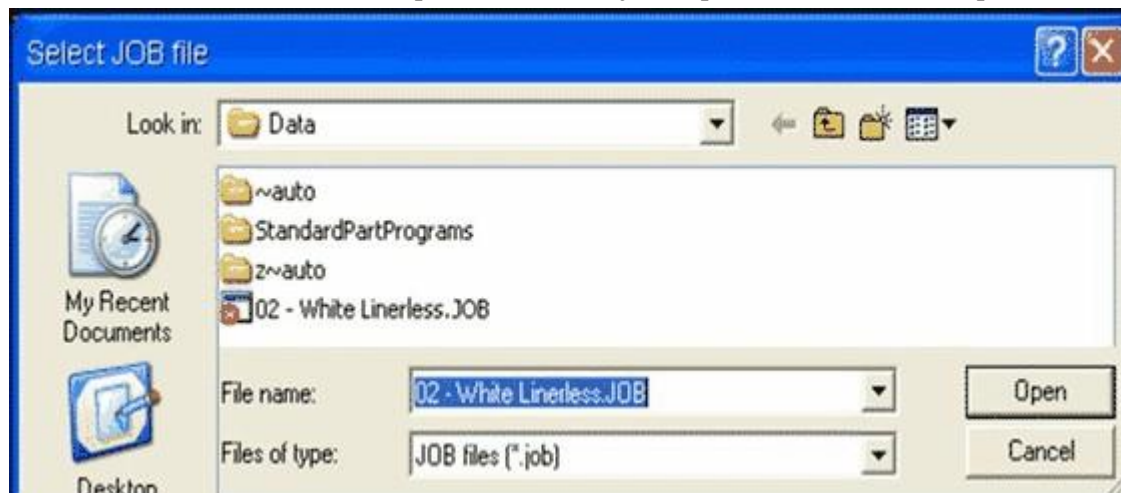 Select JOB file
Look in: Data
~auto
StandardPartPrograms
z~auto
02 - White Linerless.JOB
My Recent
Documents
File name: 02 - White Linerless.JOB
Open
Files of type: JOB files (*.job)
Cancel
Desktop